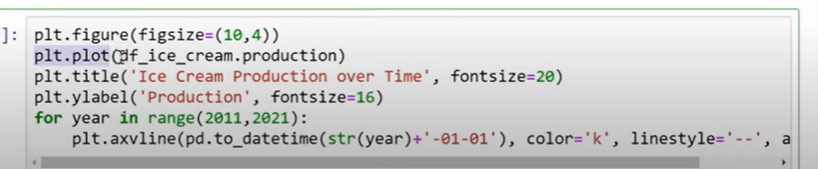 ]:
plt.figure(figsize=(10,4))
plt.plot(df_ice_cream.production)
plt.title('Ice Cream Production over Time', fontsize=20)
plt.ylabel('Production', fontsize=16)
for year in range(2011,2021):
    plt.axvline(pd.to_datetime(str(year)+'-01-01'), color='k', linestyle='--', a